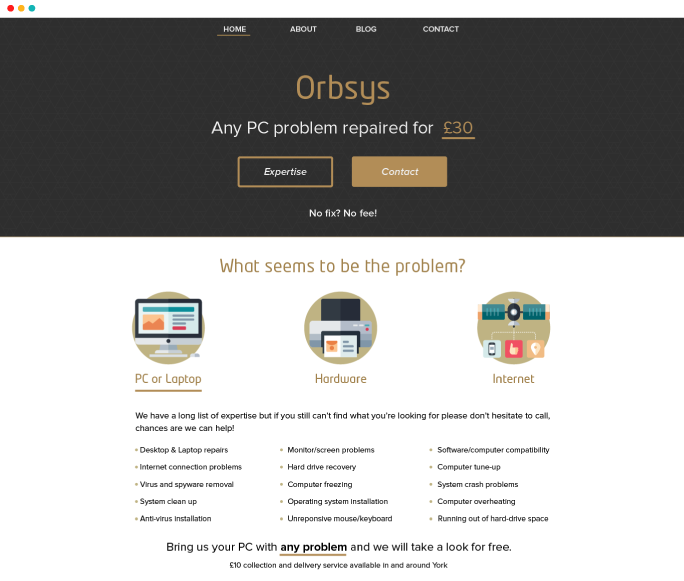 HOME ABOUT BLOG CONTACT
Orbsys
Any PC problem repaired for £30
Expertise Contact
No fix? No fee!
What seems to be the problem?
PC or Laptop Hardware Internet
We have a long list of expertise but if you still can't find what you're looking for please don't hesitate to call,
chances are we can help!
Desktop & Laptop repairs Monitor/screen problems Software/computer compatibility
Internet connection problems Hard drive recovery Computer tune-up
Virus and spyware removal Computer freezing System crash problems
System clean up Operating system installation Computer overheating
Anti-virus installation Unreponsive mouse/keyboard Running out of hard-drive space
Bring us your PC with any problem and we will take a look for free.
£10 collection and delivery service available in and around York